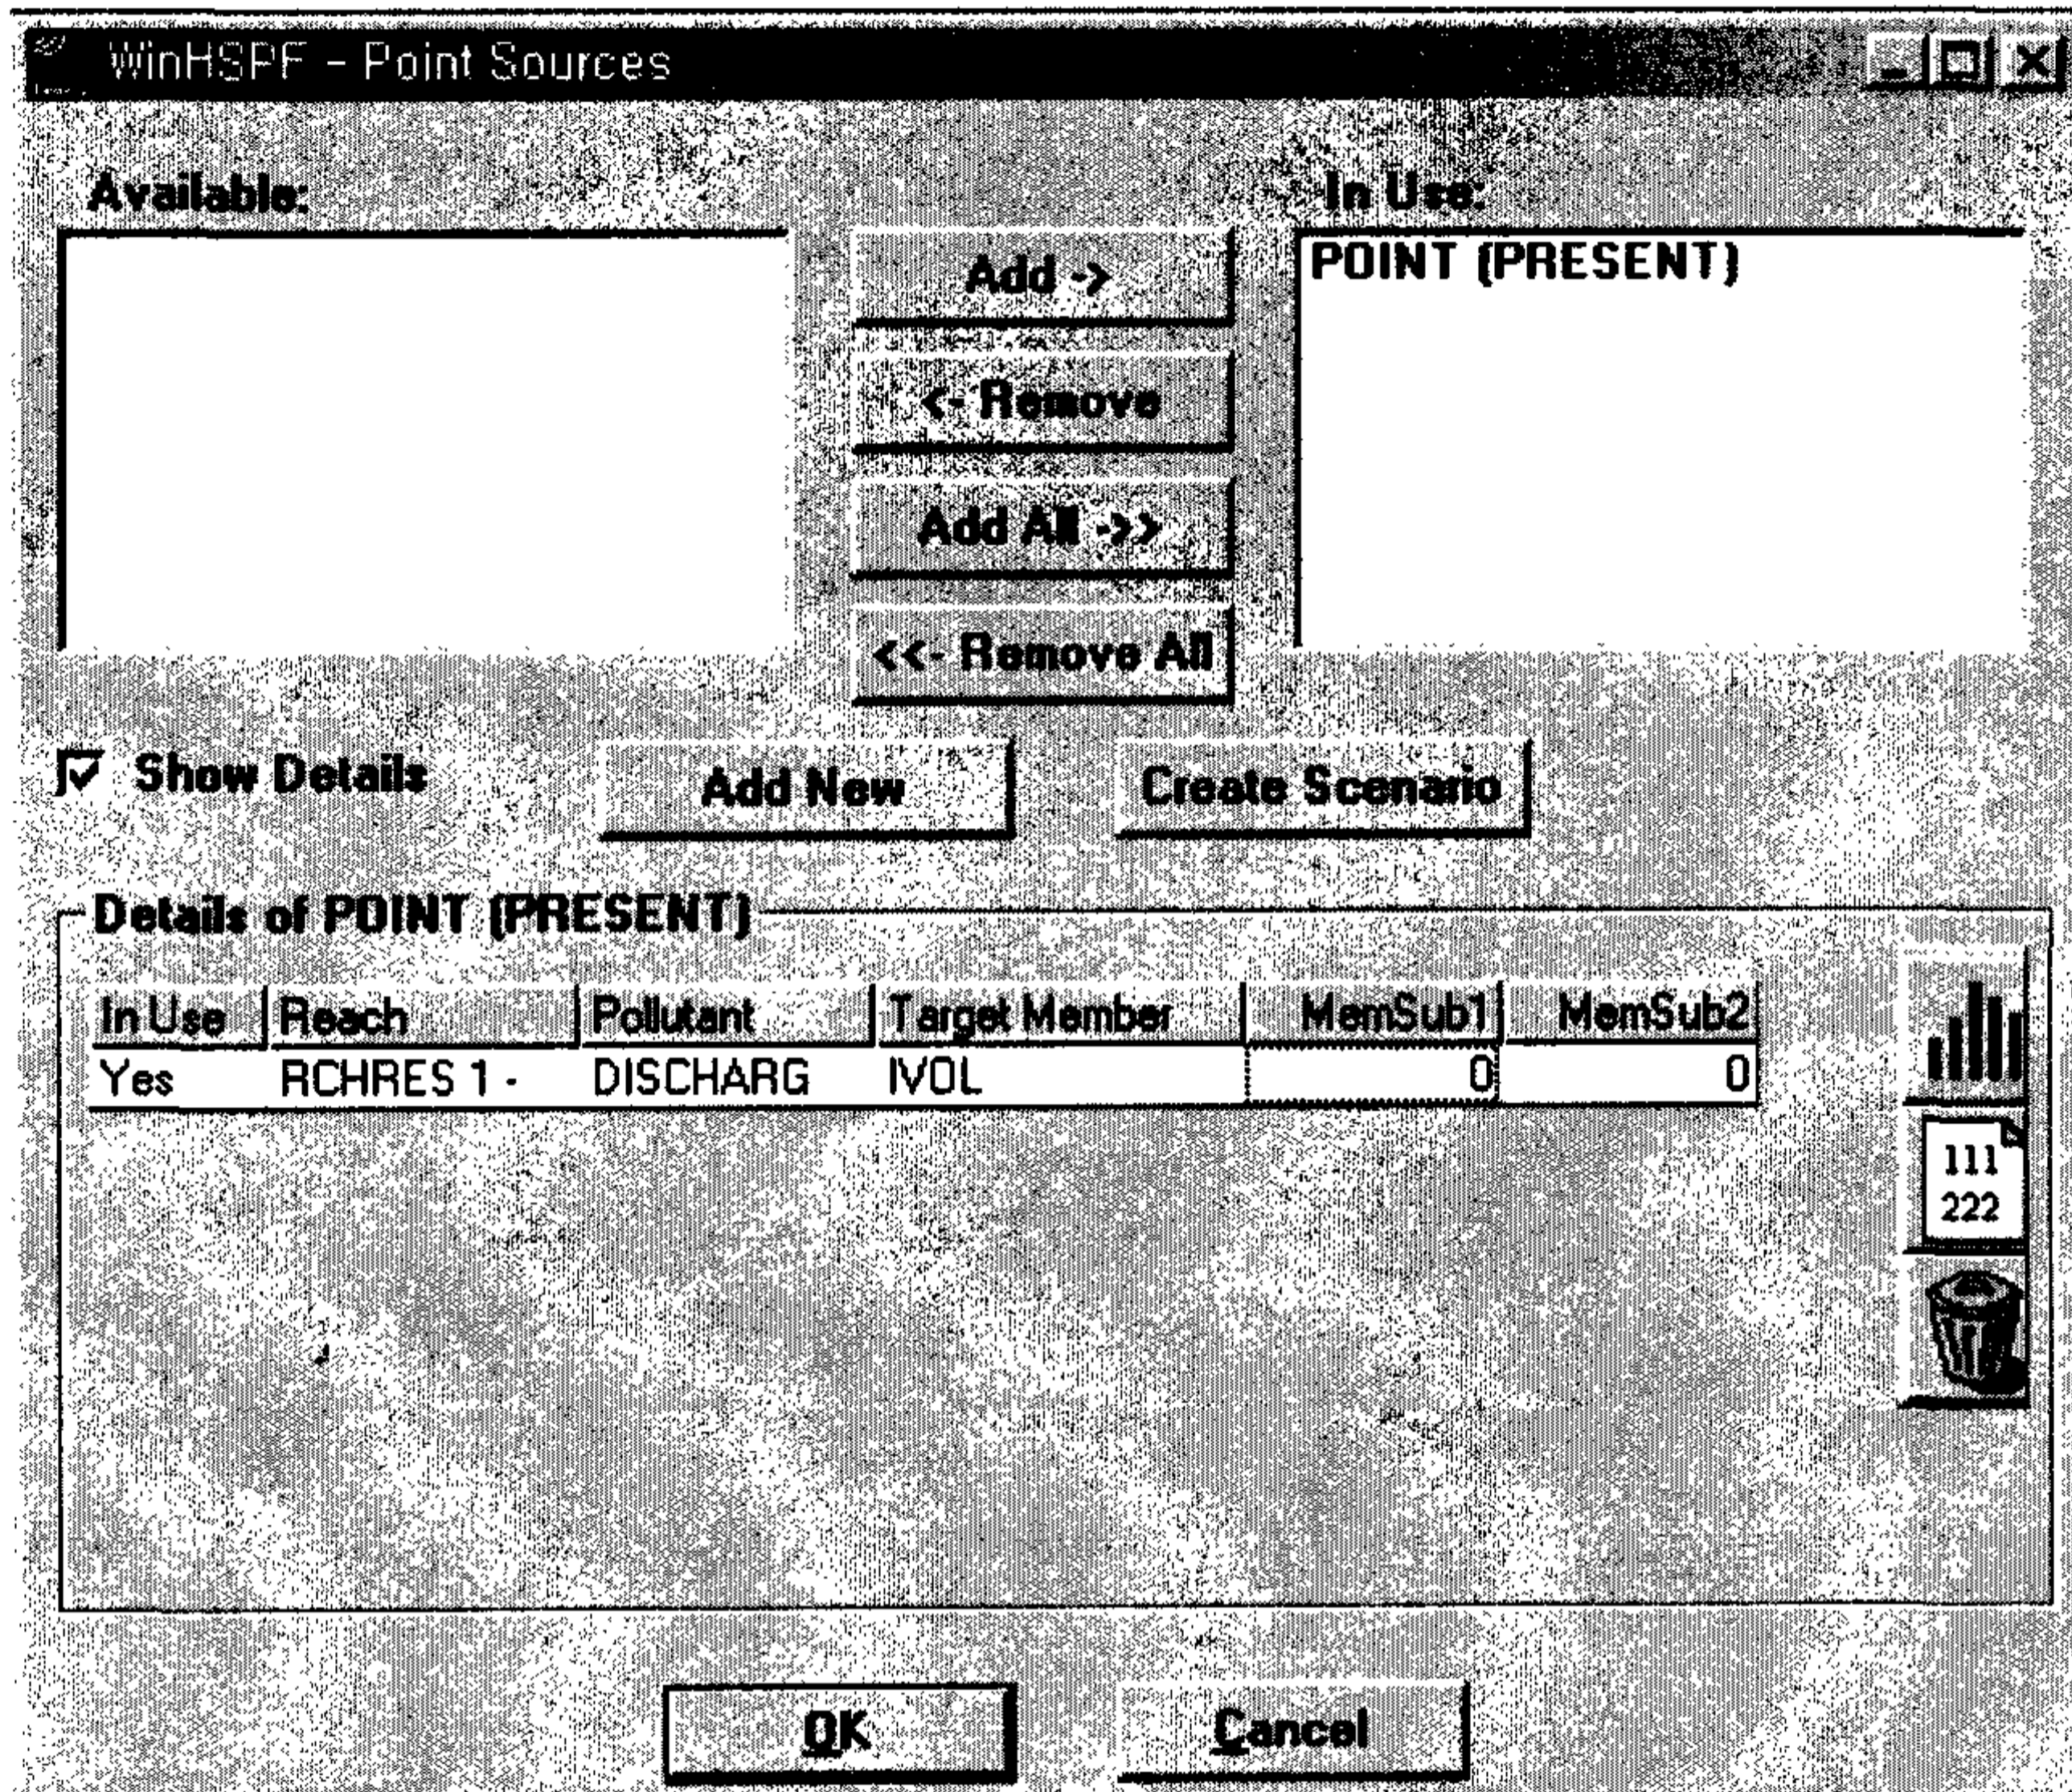 WinHSPF - Point Sources
Available:
In Use:
POINT (PRESENT)
Add ->
<- Remove
Add All ->>
<<- Remove All
Show Details
Add New
Create Scenario
Details of POINT (PRESENT)
In Use Reach Pollutant Target Member MemSub1 MemSub2
Yes RCHRES 1 - DISCHARG IVOL 0 0
111
222
OK
Cancel